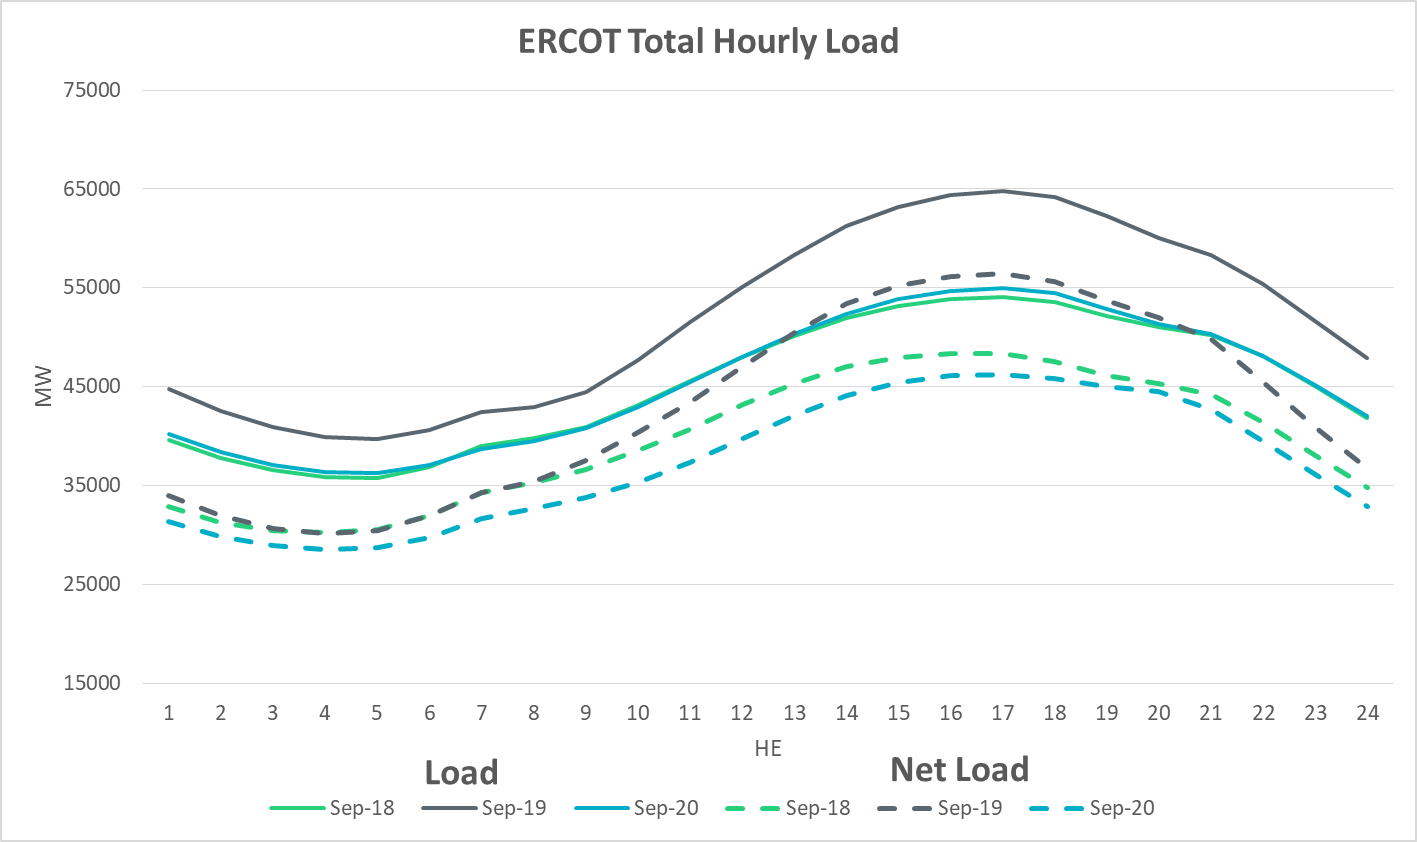 ERCOT Total Hourly Load
75000
65000
55000
45000
35000
25000
15000
MW
1 2 3 4 5 6 7 8 9 10 11 12 13 14 15 16 17 18 19 20 21 22 23 24
HE
Load Net Load
Sep-18 Sep-19 Sep-20 Sep-18 Sep-19 Sep-20